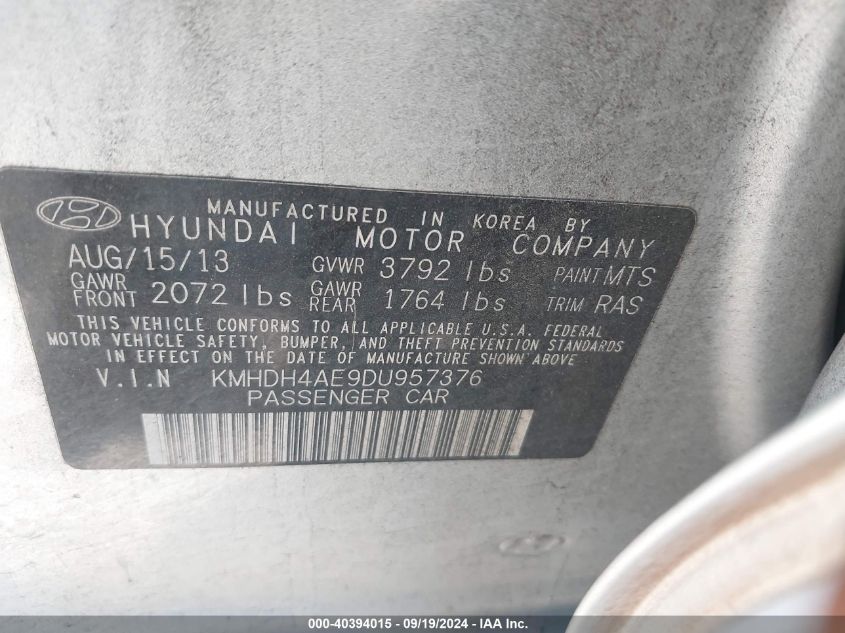 MANUFACTURED IN KOREA BY
HYUNDAI MOTOR COMPANY
AUG/15/13 GVWR 3792 lbs PAINT MTS
GAWR FRONT 2072 lbs GAWR REAR 1764 lbs TRIM RAS
THIS VEHICLE CONFORMS TO ALL APPLICABLE U.S.A. FEDERAL
MOTOR VEHICLE SAFETY, BUMPER, AND THEFT PREVENTION STANDARDS
IN EFFECT ON THE DATE OF MANUFACTURE SHOWN ABOVE
V.I.N KMHDH4AE9DU957376
PASSENGER CAR
000-40394015 - 09/19/2024 - IAA, Inc.